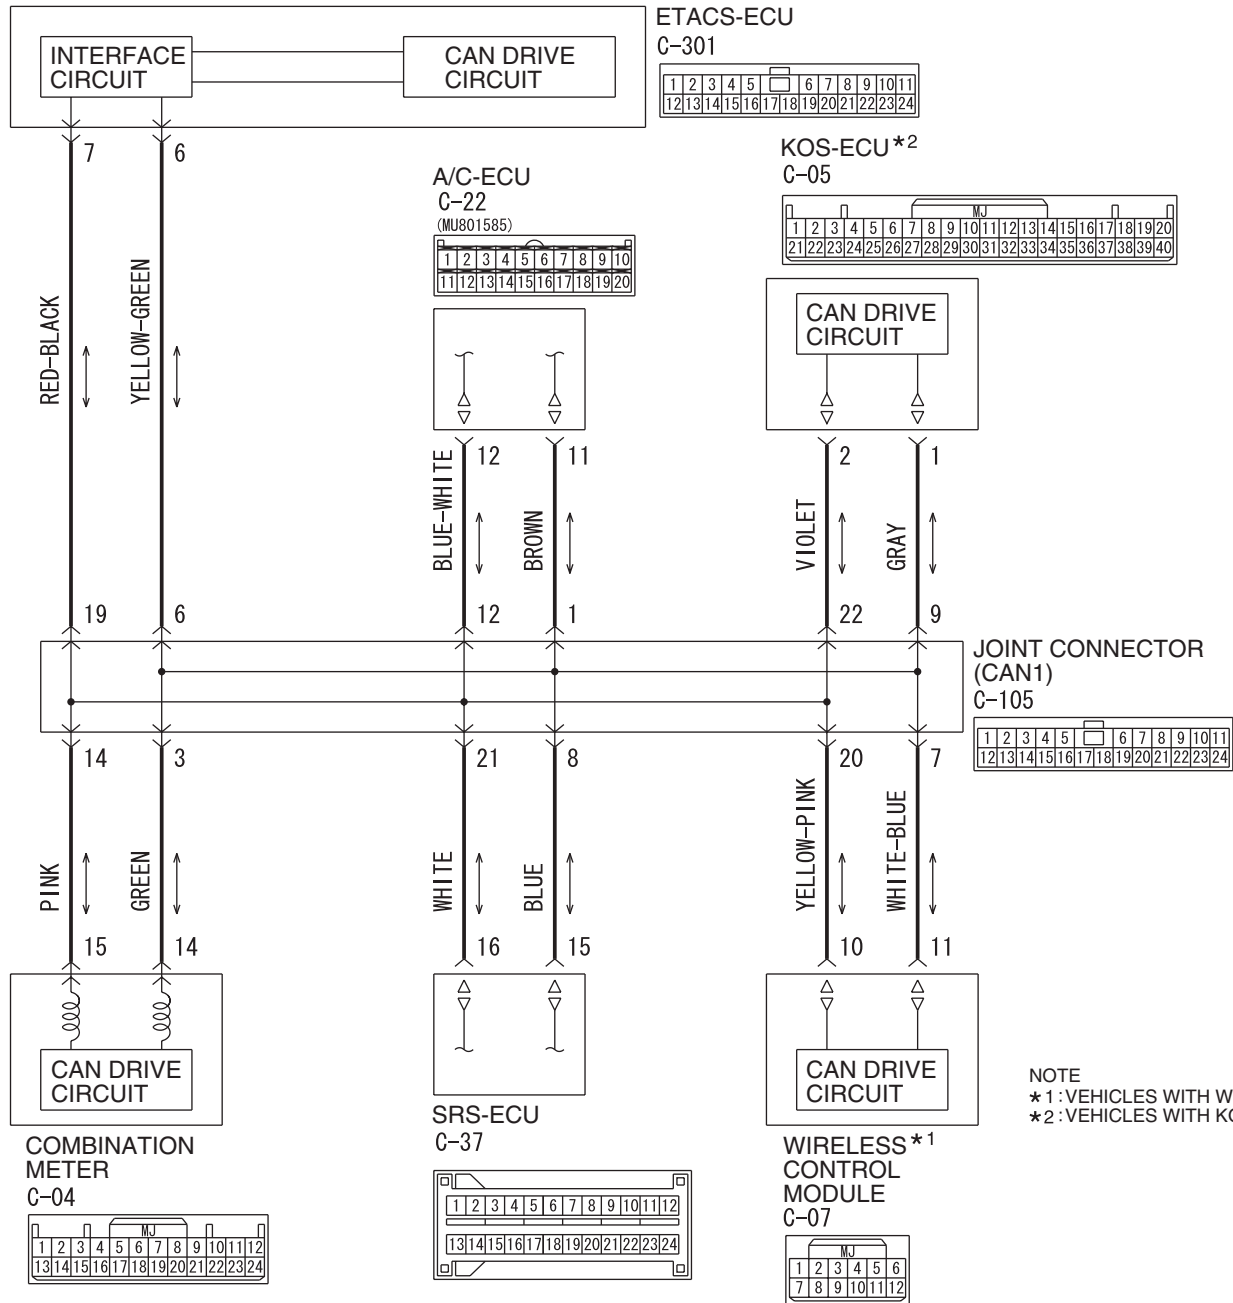 ETACS-ECU
C-301
INTERFACE
CIRCUIT
CAN DRIVE
CIRCUIT
1 2 3 4 5 6 7 8 9 10 11
12 13 14 15 16 17 18 19 20 21 22 23 24
7 6
KOS-ECU*2
C-05
MJ
1 2 3 4 5 6 7 8 9 10 11 12 13 14 15 16 17 18 19 20
21 22 23 24 25 26 27 28 29 30 31 32 33 34 35 36 37 38 39 40
A/C-ECU
C-22
(MU801585)
1 2 3 4 5 6 7 8 9 10
11 12 13 14 15 16 17 18 19 20
CAN DRIVE
CIRCUIT
RED-BLACK
YELLOW-GREEN
12 11 2 1
BLUE-WHITE
BROWN
VIOLET
GRAY
19 6 12 1 22 9
JOINT CONNECTOR
(CAN1)
C-105
1 2 3 4 5 6 7 8 9 10 11
12 13 14 15 16 17 18 19 20 21 22 23 24
14 3 21 8 20 7
PINK
GREEN
WHITE
BLUE
YELLOW-PINK
WHITE-BLUE
15 14 16 15 10 11
CAN DRIVE
CIRCUIT
CAN DRIVE
CIRCUIT
NOTE
*1:VEHICLES WITH W
*2:VEHICLES WITH KO
COMBINATION
METER
C-04
MJ
1 2 3 4 5 6 7 8 9 10 11 12
13 14 15 16 17 18 19 20 21 22 23 24
SRS-ECU
C-37
1 2 3 4 5 6 7 8 9 10 11 12
13 14 15 16 17 18 19 20 21 22 23 24
WIRELESS*1
CONTROL
MODULE
C-07
MJ
1 2 3 4 5 6
7 8 9 10 11 12